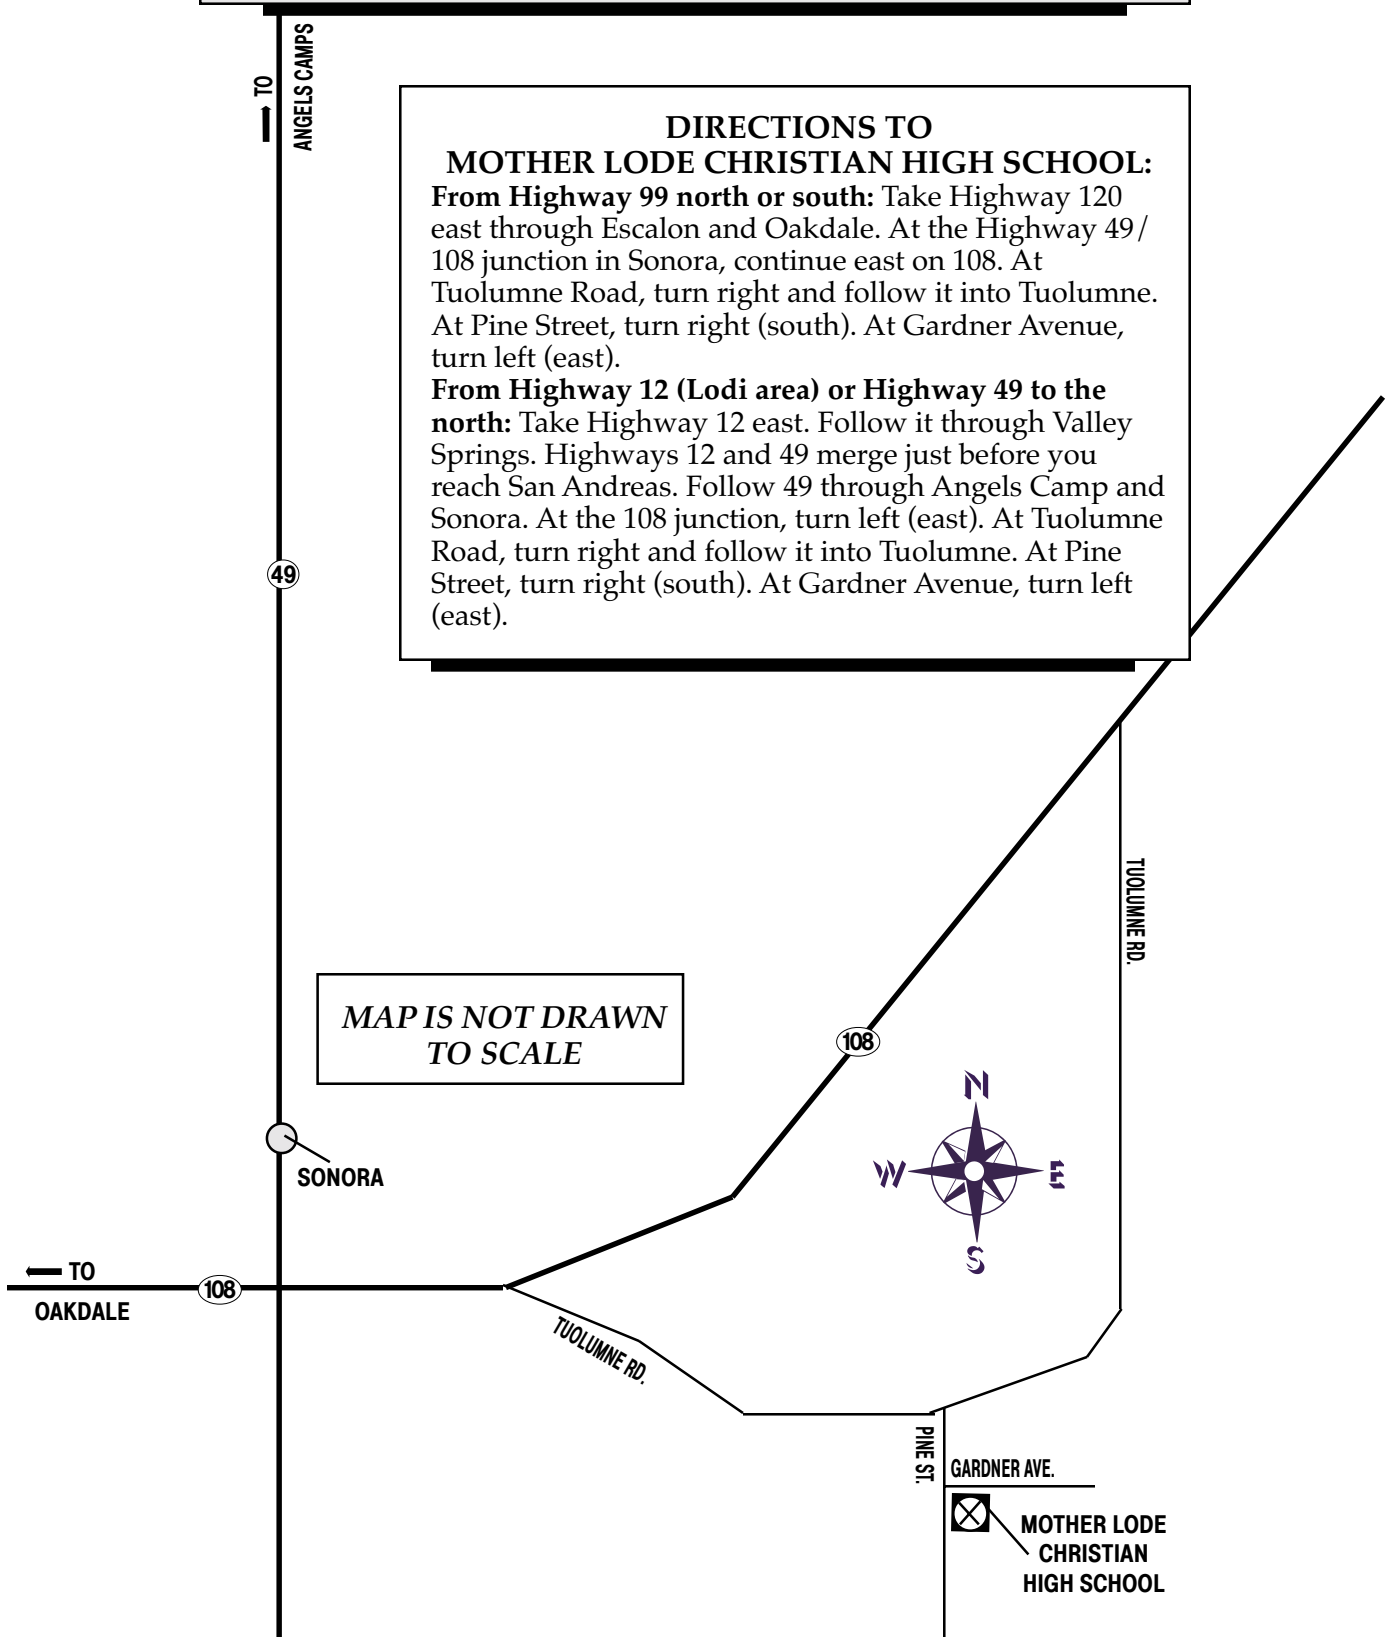 TO
ANGELS CAMPS
DIRECTIONS TO
MOTHER LODE CHRISTIAN HIGH SCHOOL:
From Highway 99 north or south: Take Highway 120
east through Escalon and Oakdale. At the Highway 49/
108 junction in Sonora, continue east on 108. At
Tuolumne Road, turn right and follow it into Tuolumne.
At Pine Street, turn right (south). At Gardner Avenue,
turn left (east).
From Highway 12 (Lodi area) or Highway 49 to the
north: Take Highway 12 east. Follow it through Valley
Springs. Highways 12 and 49 merge just before you
reach San Andreas. Follow 49 through Angels Camp and
Sonora. At the 108 junction, turn left (east). At Tuolumne
Road, turn right and follow it into Tuolumne. At Pine
Street, turn right (south). At Gardner Avenue, turn left
(east).
49
TUOLUMNE RD.
MAP IS NOT DRAWN
TO SCALE
108
N
W
E
S
SONORA
TO
OAKDALE
108
TUOLUMNE RD.
PINE ST.
GARDNER AVE.
MOTHER LODE
CHRISTIAN
HIGH SCHOOL